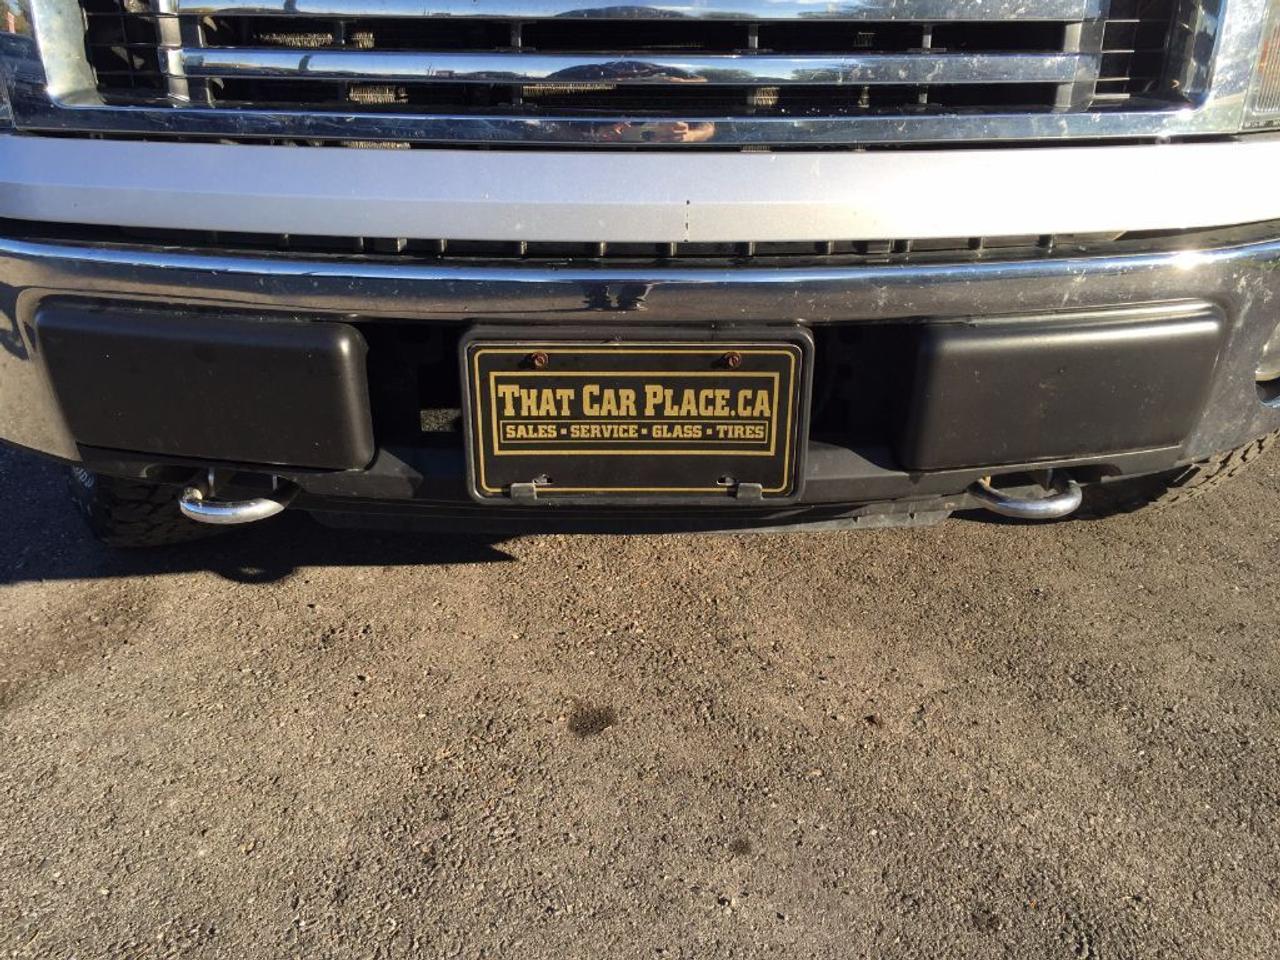 THAT CAR PLACE.CA
SALES • SERVICE • GLASS • TIRES